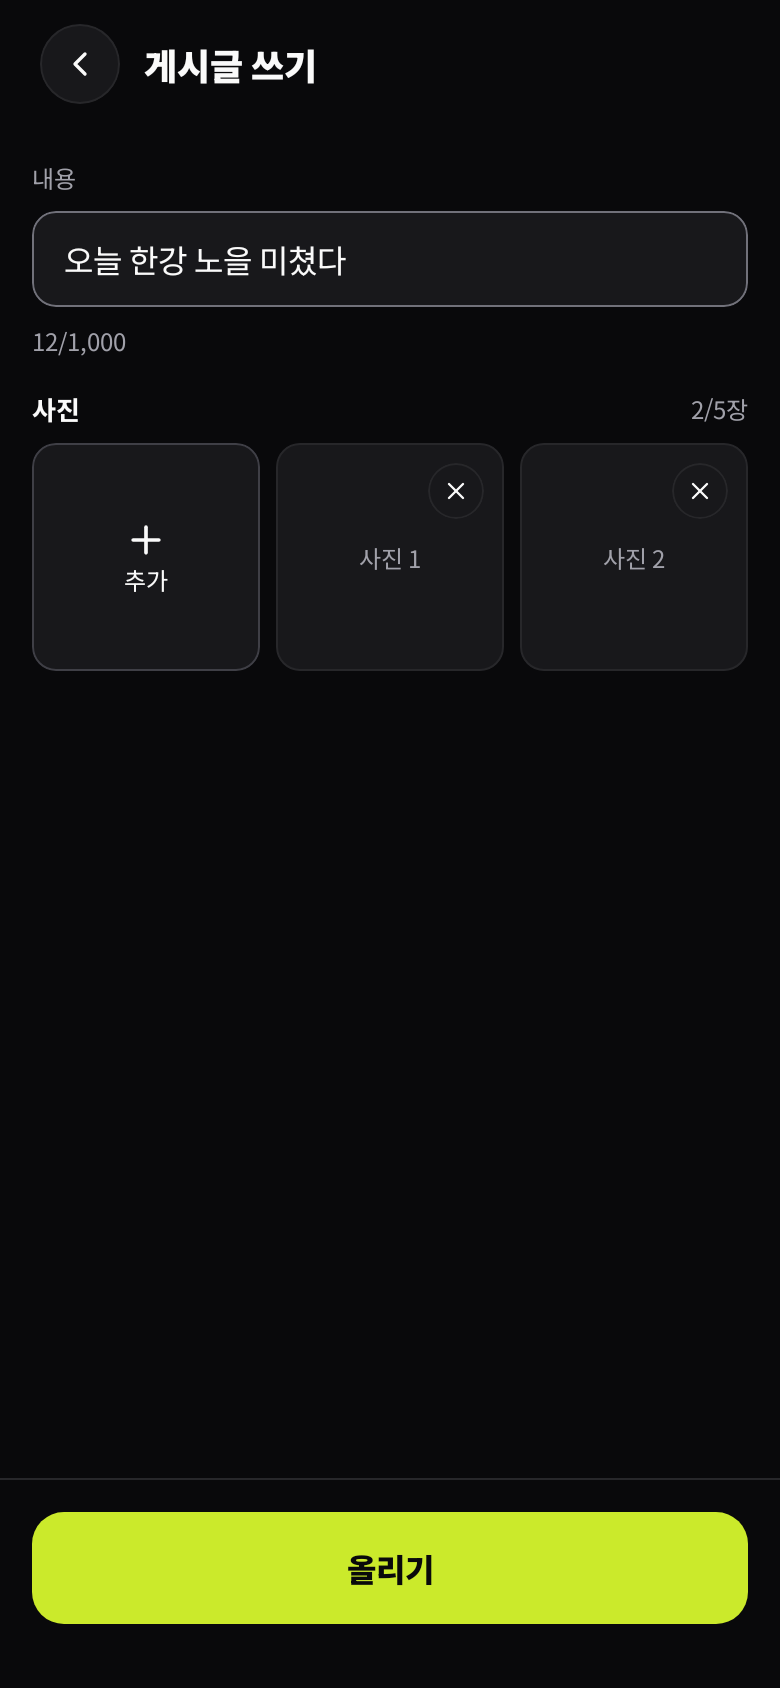 게시글 쓰기
내용
오늘 한강 노을 미쳤다
12/1,000
사진 2/5장
추가
사진 1
사진 2
올리기